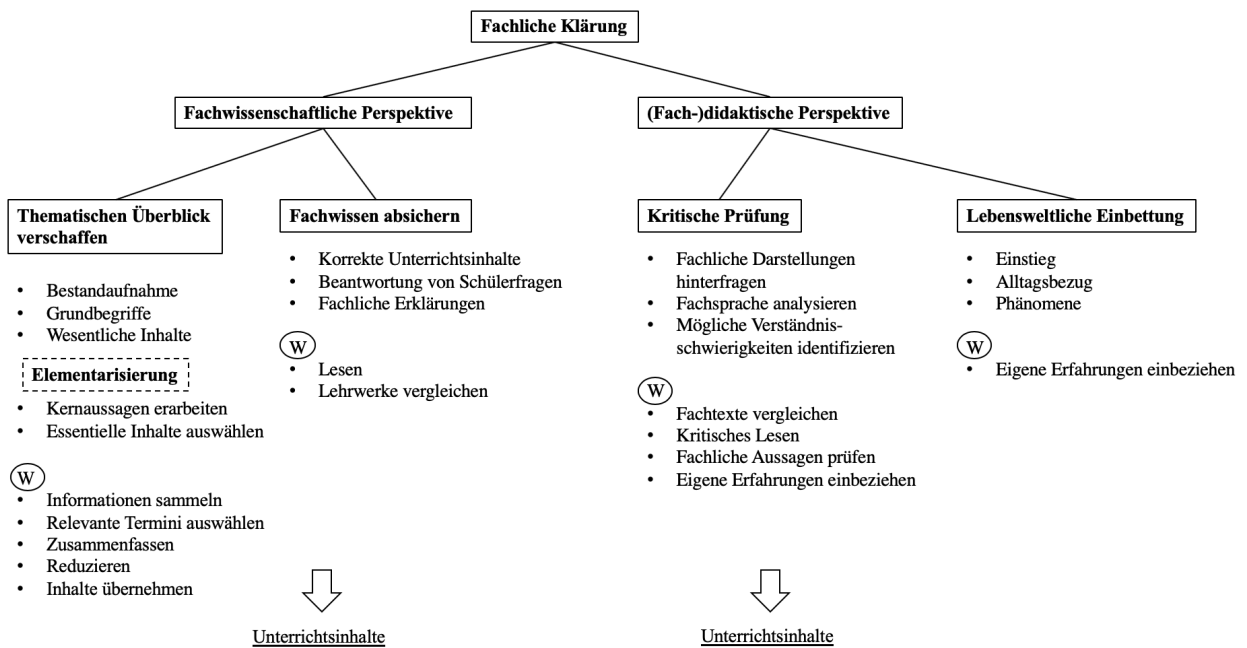 Fachliche Klärung
Fachwissenschaftliche Perspektive
(Fach-)didaktische Perspektive
Thematischen Überblick
verschaffen
• Bestandaufnahme
• Grundbegriffe
• Wesentliche Inhalte
Elementarisierung
• Kernaussagen erarbeiten
• Essentielle Inhalte auswählen
W
• Informationen sammeln
• Relevante Termini auswählen
• Zusammenfassen
• Reduzieren
• Inhalte übernehmen
Fachwissen absichern
• Korrekte Unterrichtsinhalte
• Beantwortung von Schülerfragen
• Fachliche Erklärungen
W
• Lesen
• Lehrwerke vergleichen
Unterrichtsinhalte
Kritische Prüfung
• Fachliche Darstellungen
hinterfragen
• Fachsprache analysieren
• Mögliche Verständnis-
schwierigkeiten identifizieren
W
• Fachtexte vergleichen
• Kritisches Lesen
• Fachliche Aussagen prüfen
• Eigene Erfahrungen einbeziehen
Lebensweltliche Einbettung
• Einstieg
• Alltagsbezug
• Phänomene
W
• Eigene Erfahrungen einbeziehen
Unterrichtsinhalte